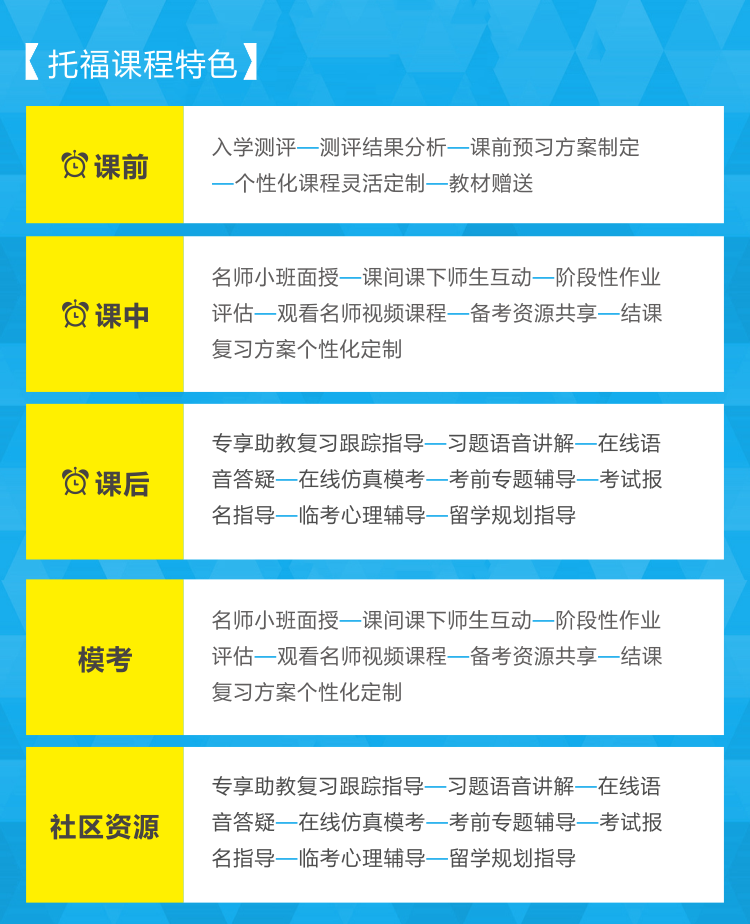 【托福课程特色】
课前
入学测评—测评结果分析—课前预习方案制定
—个性化课程灵活定制—教材赠送
课中
名师小班面授—课间课下师生互动—阶段性作业
评估—观看名师视频课程—备考资源共享—结课
复习方案个性化定制
课后
专享助教复习跟踪指导—习题语音讲解—在线语
音答疑—在线仿真模考—考前专题辅导—考试报
名指导—临考心理辅导—留学规划指导
模考
名师小班面授—课间课下师生互动—阶段性作业
评估—观看名师视频课程—备考资源共享—结课
复习方案个性化定制
社区资源
专享助教复习跟踪指导—习题语音讲解—在线语
音答疑—在线仿真模考—考前专题辅导—考试报
名指导—临考心理辅导—留学规划指导